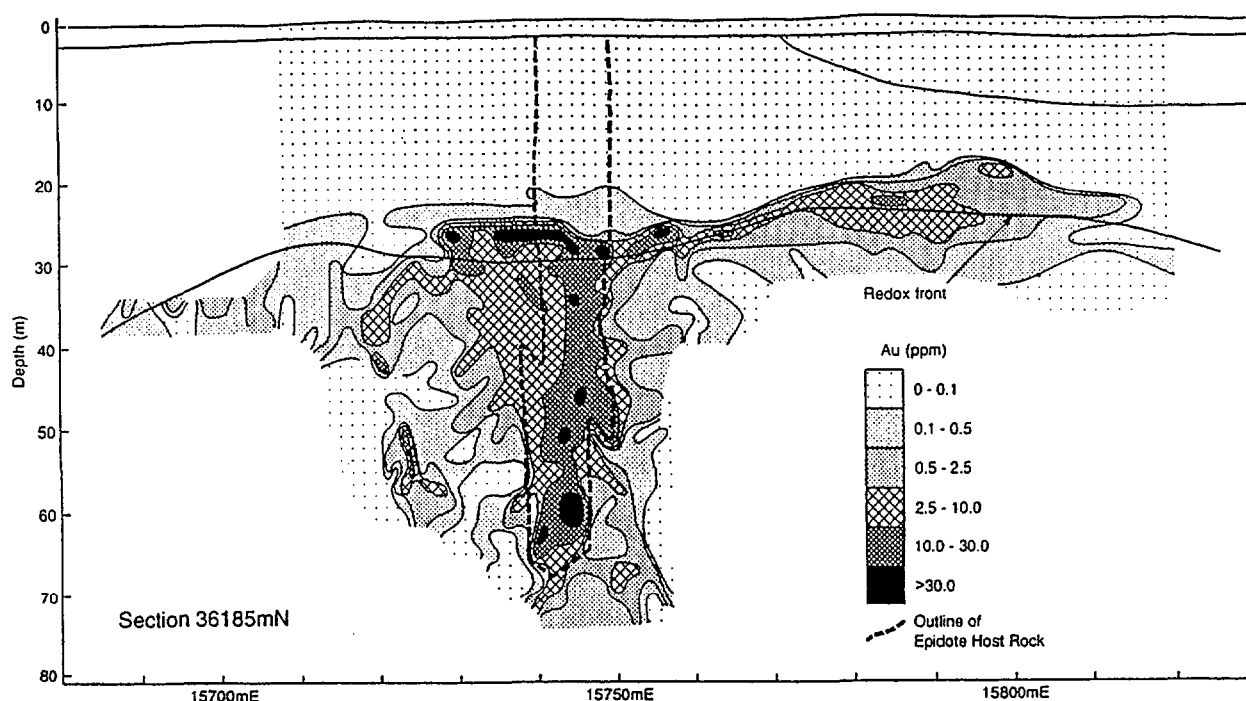 0
10
20
30
40
50
60
70
80
Depth (m)
Redox front
Au (ppm)
0 - 0.1
0.1 - 0.5
0.5 - 2.5
2.5 - 10.0
10.0 - 30.0
>30.0
Outline of
Epidote Host Rock
Section 36185mN
15700mE
15750mE
15800mE